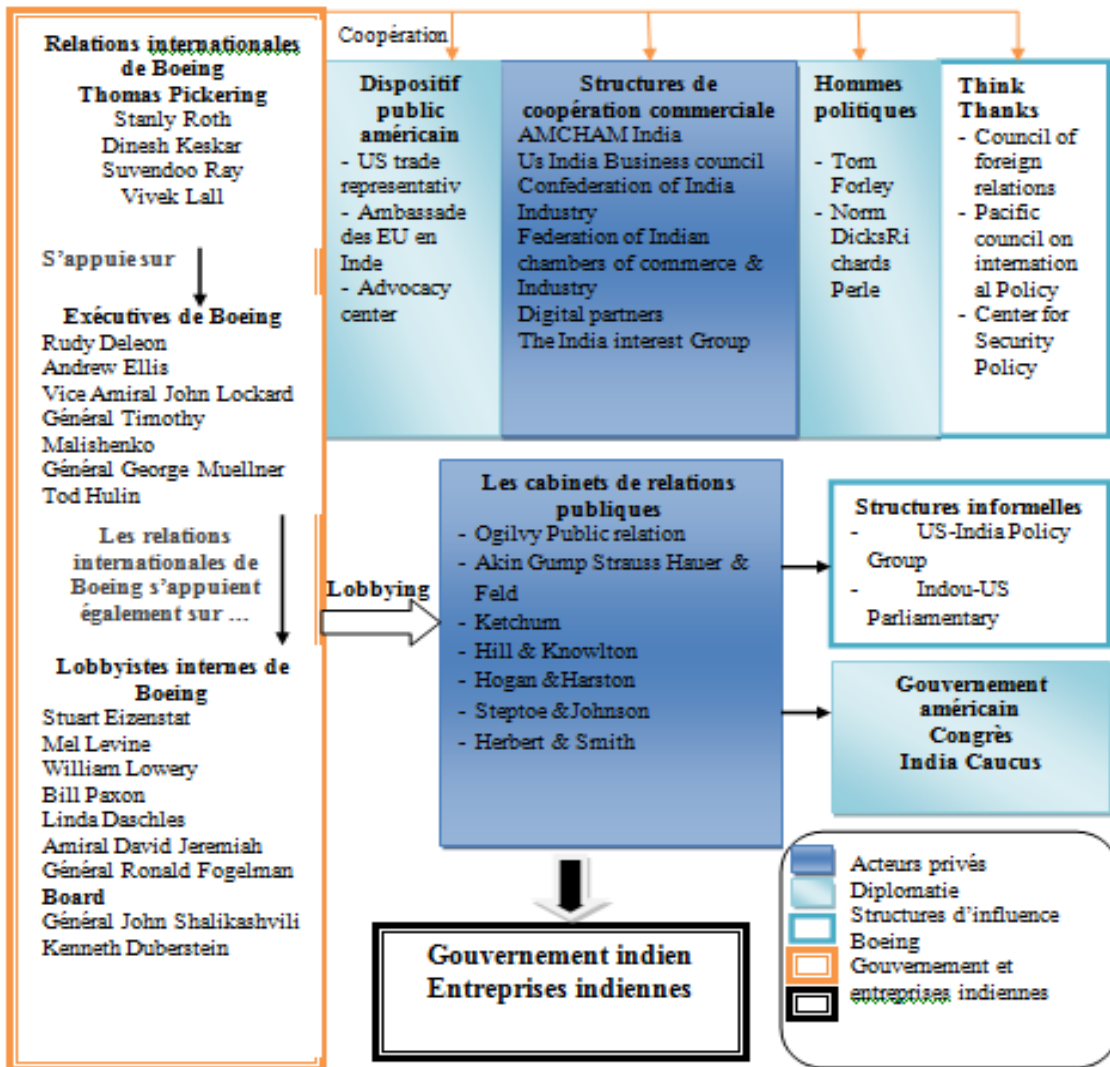 Relations internationales
de Boeing
Thomas Pickering
Stanly Roth
Dinesh Keskar
Suvendoo Ray
Vivek Lall
S'appuie sur
Exécutives de Boeing
Rudy Deleon
Andrew Ellis
Vice Amiral John Lockard
Général Timothy
Malishenko
Général George Muellner
Tod Hulin
Les relations
internationales de
Boeing s'appuient
également sur ...
Lobbyistes internes de
Boeing
Stuart Eizenstat
Mel Levine
William Lowery
Bill Paxon
Linda Daschles
Amiral David Jeremiah
Général Ronald Fogelman
Board
Général John Shalikashvili
Kenneth Duberstein
Coopération
Dispositif
public
américain
- US trade
representativ
- Ambassade
des EU en
Inde
- Advocacy
center
Structures de
coopération commerciale
AMCHAM India
Us India Business council
Confederation of India
Industry
Federation of Indian
chambers of commerce &
Industry
Digital partners
The India interest Group
Hommes
politiques
- Tom
Forley
- Norm
DicksRi
chards
Perle
Think
Thanks
- Council of
foreign
relations
- Pacific
council on
internation
al Policy
- Center for
Security
Policy
Lobbying
Les cabinets de relations
publiques
- Ogilvy Public relation
- Akin Gump Strauss Hauer &
Feld
- Ketchum
- Hill & Knowlton
- Hogan &Harston
- Steptoe &Johnson
- Herbert & Smith
Structures informelles
- US-India Policy
Group
- Indou-US
Parliamentary
Gouvernement
américain
Congrès
India Caucus
Gouvernement indien
Entreprises indiennes
Acteurs privés
Diplomatie
Structures d'influence
Boeing
Gouvernement et
entreprises indiennes